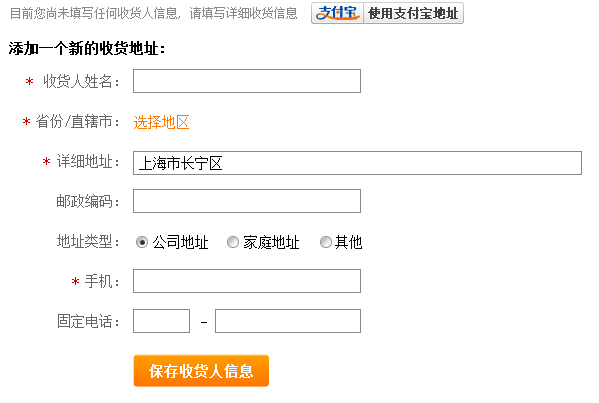 目前您尚未填写任何收货人信息，请填写详细收货信息 支付宝 使用支付宝地址
添加一个新的收货地址：
* 收货人姓名：
* 省份/直辖市： 选择地区
* 详细地址： 上海市长宁区
邮政编码：
地址类型： 公司地址 家庭地址 其他
* 手机：
固定电话： -
保存收货人信息